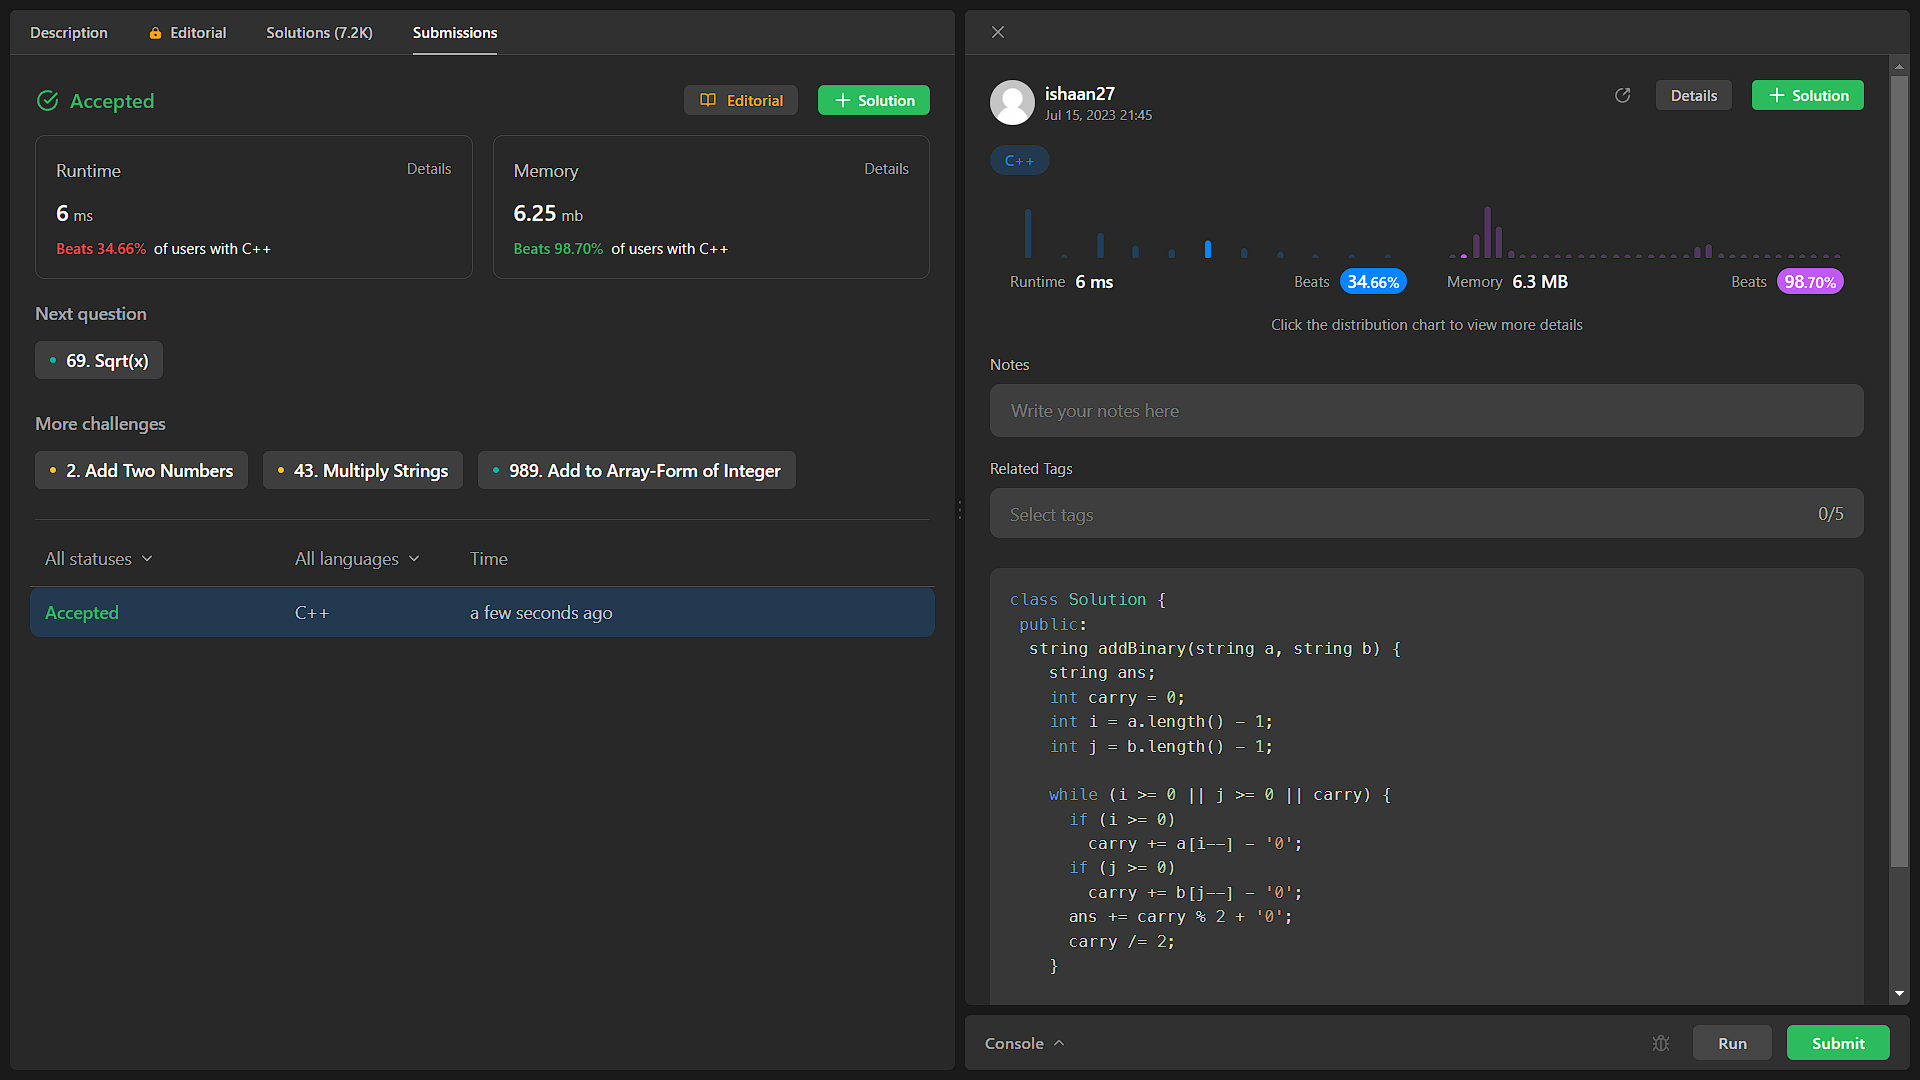 Description
Editorial
Solutions (7.2K)
Submissions
Accepted
Editorial
Solution
Runtime
Details
6 ms
Beats 34.66% of users with C++
Memory
Details
6.25 mb
Beats 98.70% of users with C++
Next question
69. Sqrt(x)
More challenges
2. Add Two Numbers
43. Multiply Strings
989. Add to Array-Form of Integer
All statuses
All languages
Time
Accepted
C++
a few seconds ago
ishaan27
Jul 15, 2023 21:45
Details
Solution
C++
Runtime 6 ms
Beats 34.66%
Memory 6.3 MB
Beats 98.70%
Click the distribution chart to view more details
Notes
Write your notes here
Related Tags
Select tags
0/5
class Solution {
 public:
  string addBinary(string a, string b) {
    string ans;
    int carry = 0;
    int i = a.length() - 1;
    int j = b.length() - 1;

    while (i >= 0 || j >= 0 || carry) {
      if (i >= 0)
        carry += a[i--] - '0';
      if (j >= 0)
        carry += b[j--] - '0';
      ans += carry % 2 + '0';
      carry /= 2;
    }
Console
Run
Submit